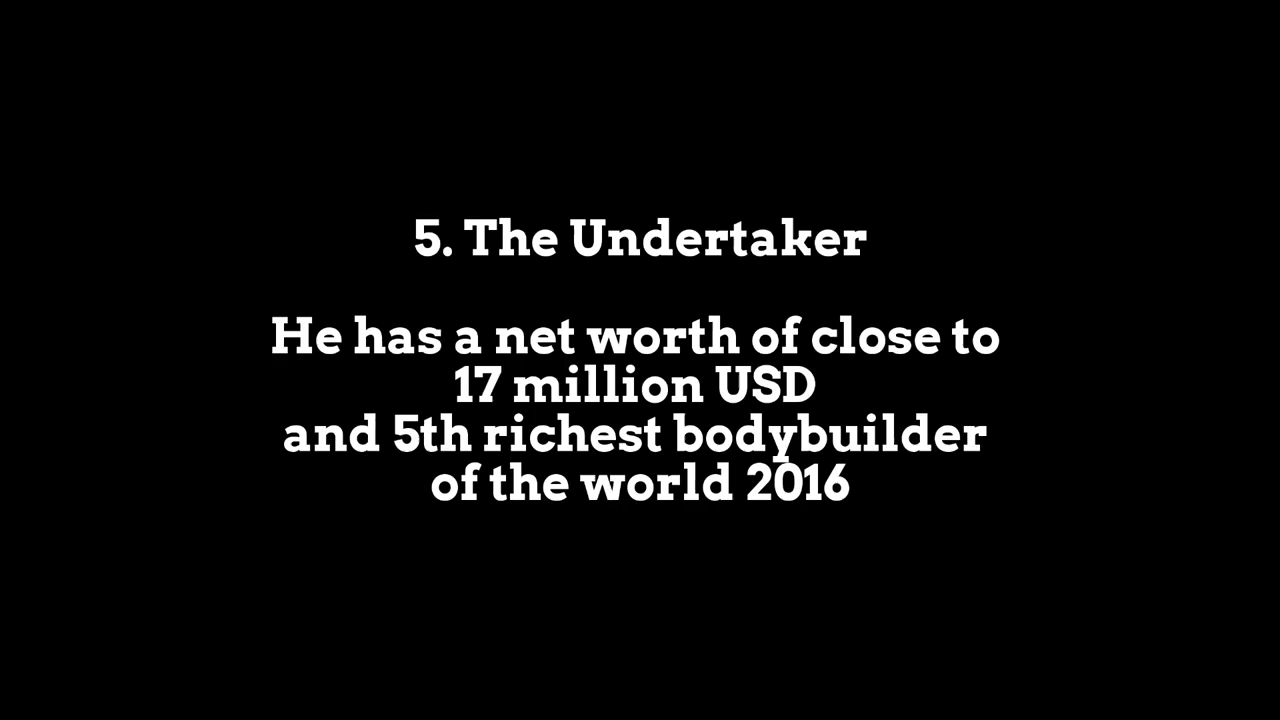 5. The Undertaker
He has a net worth of close to
17 million USD
and 5th richest bodybuilder
of the world 2016